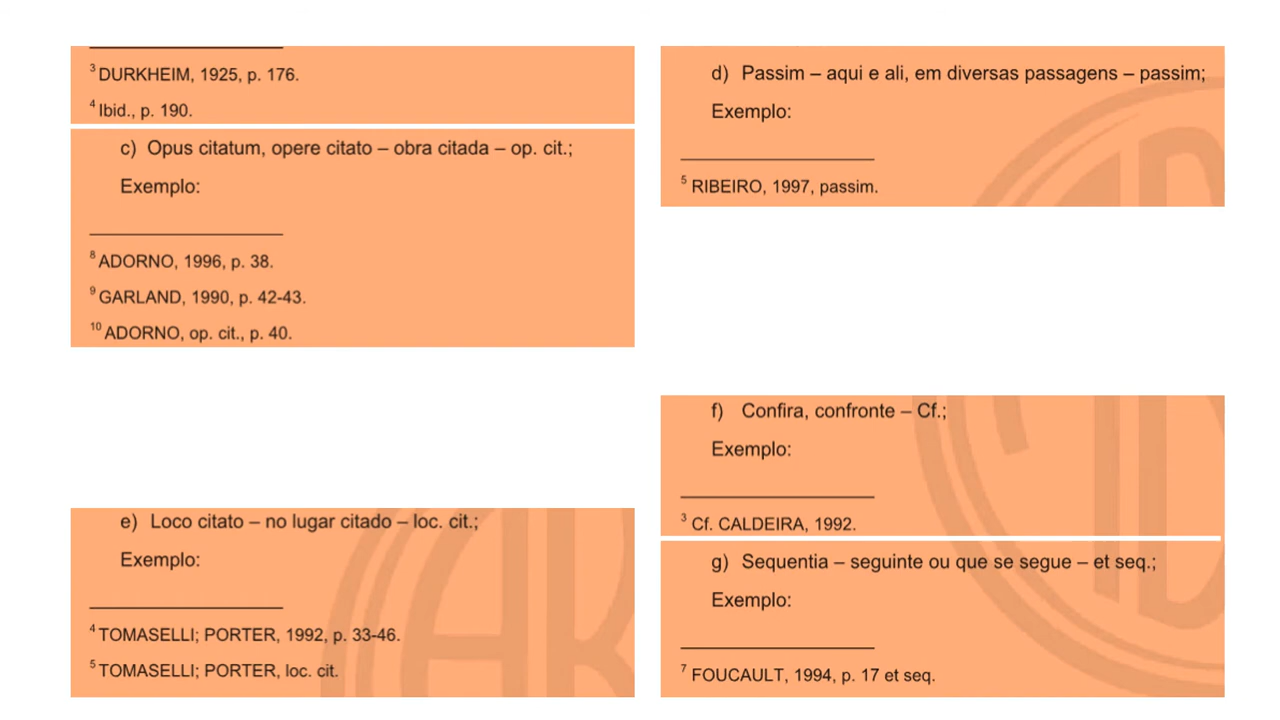 ³ DURKHEIM, 1925, p. 176.
⁴ Ibid., p. 190.
c) Opus citatum, opere citato – obra citada – op. cit.;
Exemplo:
⁸ ADORNO, 1996, p. 38.
⁹ GARLAND, 1990, p. 42-43.
¹⁰ ADORNO, op. cit., p. 40.
e) Loco citato – no lugar citado – loc. cit.;
Exemplo:
⁴ TOMASELLI; PORTER, 1992, p. 33-46.
⁵ TOMASELLI; PORTER, loc. cit.
d) Passim – aqui e ali, em diversas passagens – passim;
Exemplo:
⁵ RIBEIRO, 1997, passim.
f) Confira, confronte – Cf.;
Exemplo:
³ Cf. CALDEIRA, 1992.
g) Sequentia – seguinte ou que se segue – et seq.;
Exemplo:
⁷ FOUCAULT, 1994, p. 17 et seq.